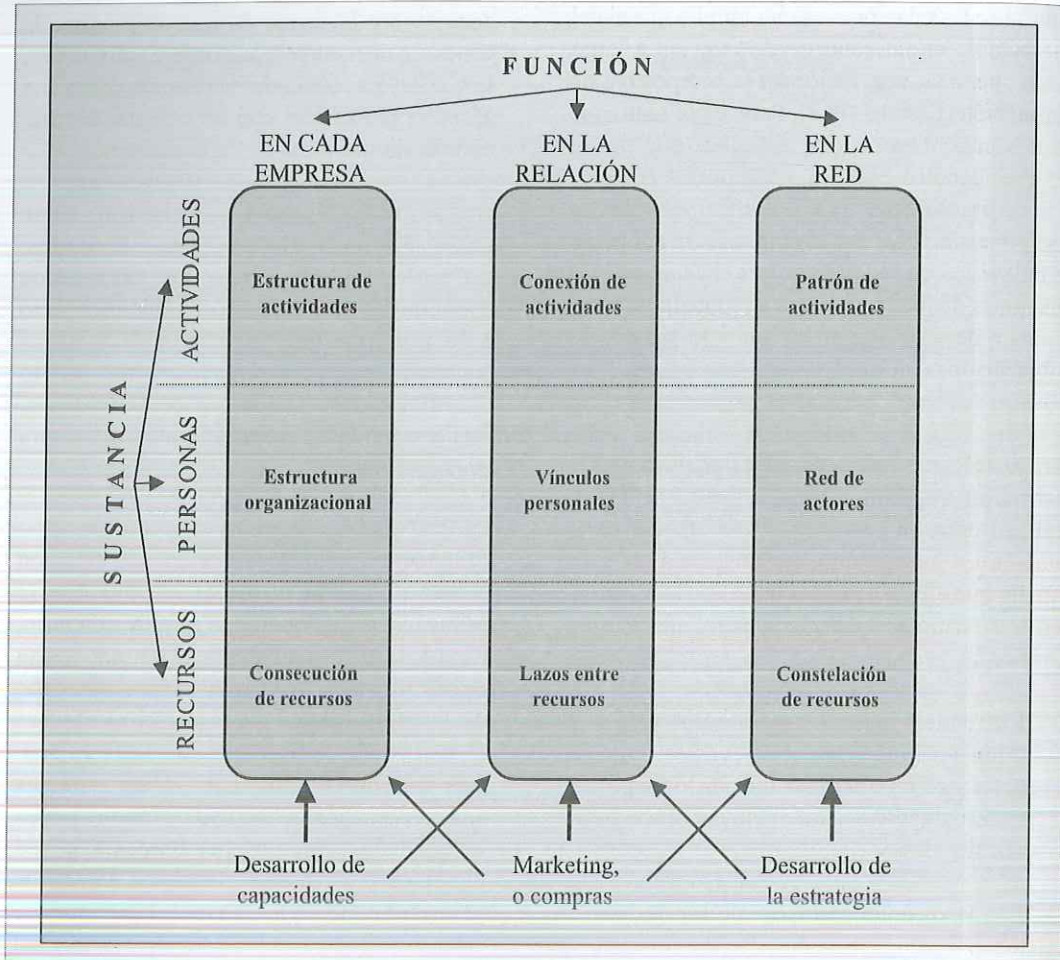 FUNCIÓN
EN CADA
EMPRESA
EN LA
RELACIÓN
EN LA
RED
SUSTANCIA
ACTIVIDADES
Estructura de
actividades
Conexión de
actividades
Patrón de
actividades
PERSONAS
Estructura
organizacional
Vínculos
personales
Red de
actores
RECURSOS
Consecución
de recursos
Lazos entre
recursos
Constelación
de recursos
Desarrollo de
capacidades
Marketing,
o compras
Desarrollo de
la estrategia